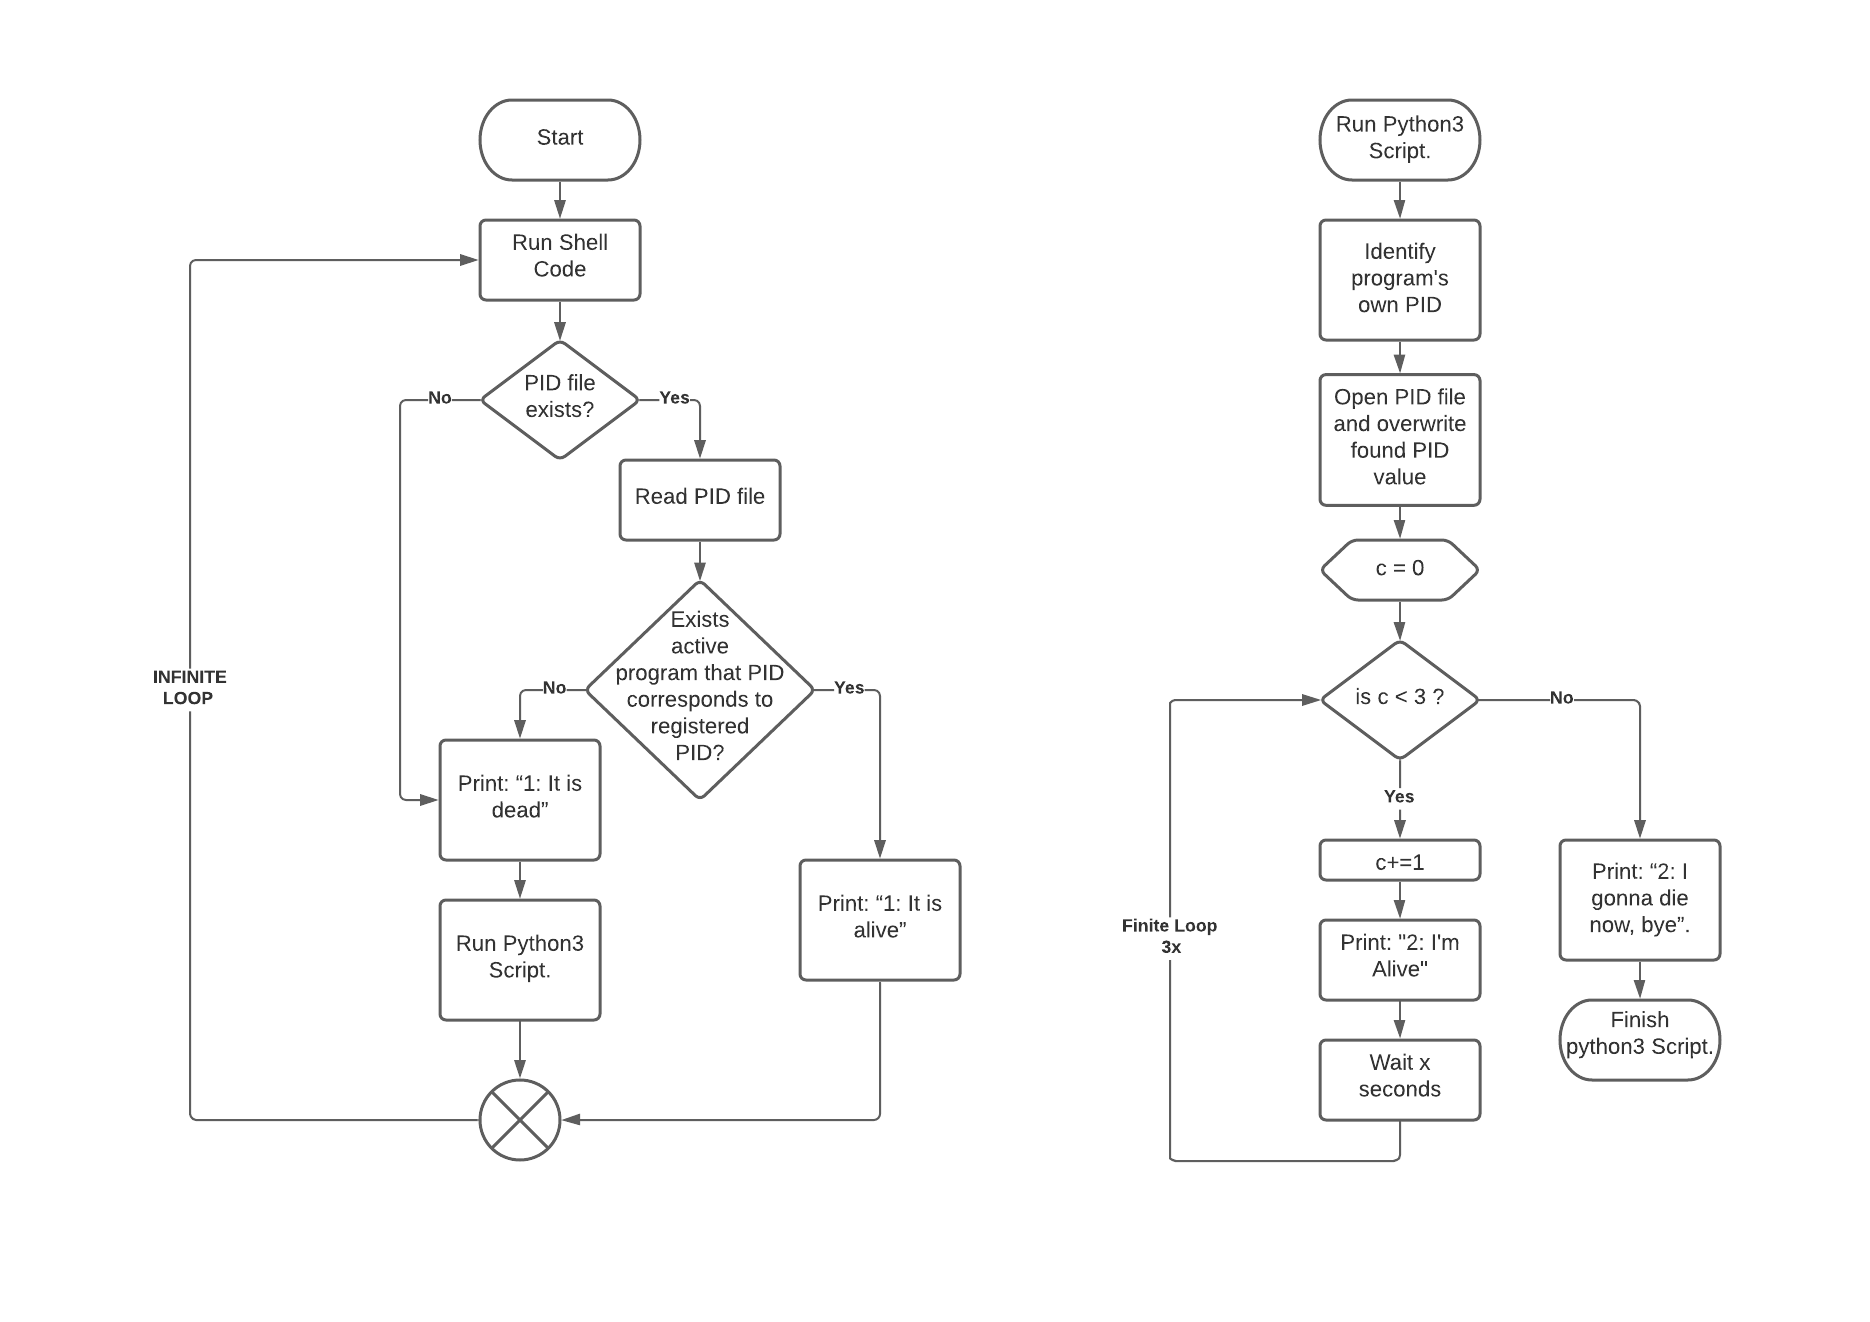 Start
Run Shell
Code
PID file
exists?
No
Yes
Read PID file
Exists
active
program that PID
corresponds to
registered
PID?
No
Yes
INFINITE
LOOP
Print: “1: It is
dead”
Print: “1: It is
alive”
Run Python3
Script.
Run Python3
Script.
Identify
program's
own PID
Open PID file
and overwrite
found PID
value
c = 0
is c < 3 ?
No
Yes
c+=1
Print: “2: I
gonna die
now, bye”.
Finite Loop
3x
Print: "2: I'm
Alive"
Wait x
seconds
Finish
python3 Script.